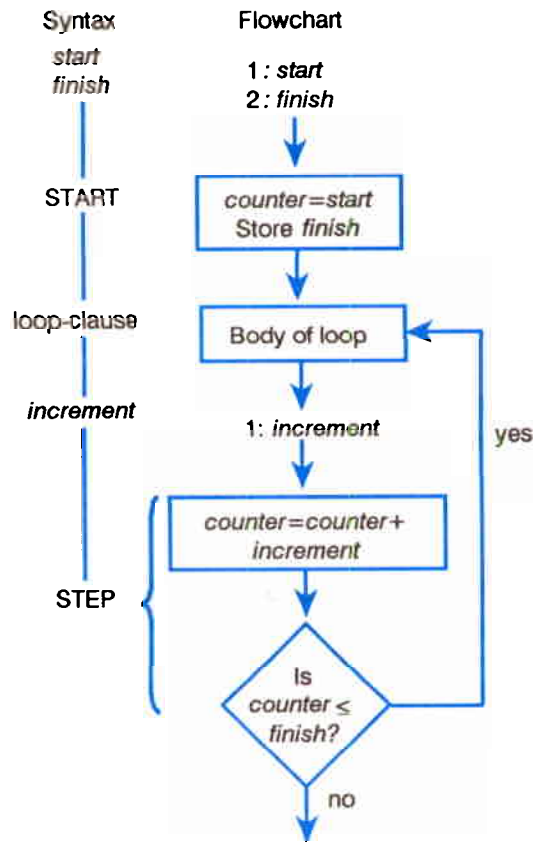 Syntax
start
finish
START
loop-clause
increment
STEP
Flowchart
1: start
2: finish
counter=start
Store finish
Body of loop
1: increment
yes
counter=counter+
increment
Is
counter ≤
finish?
no